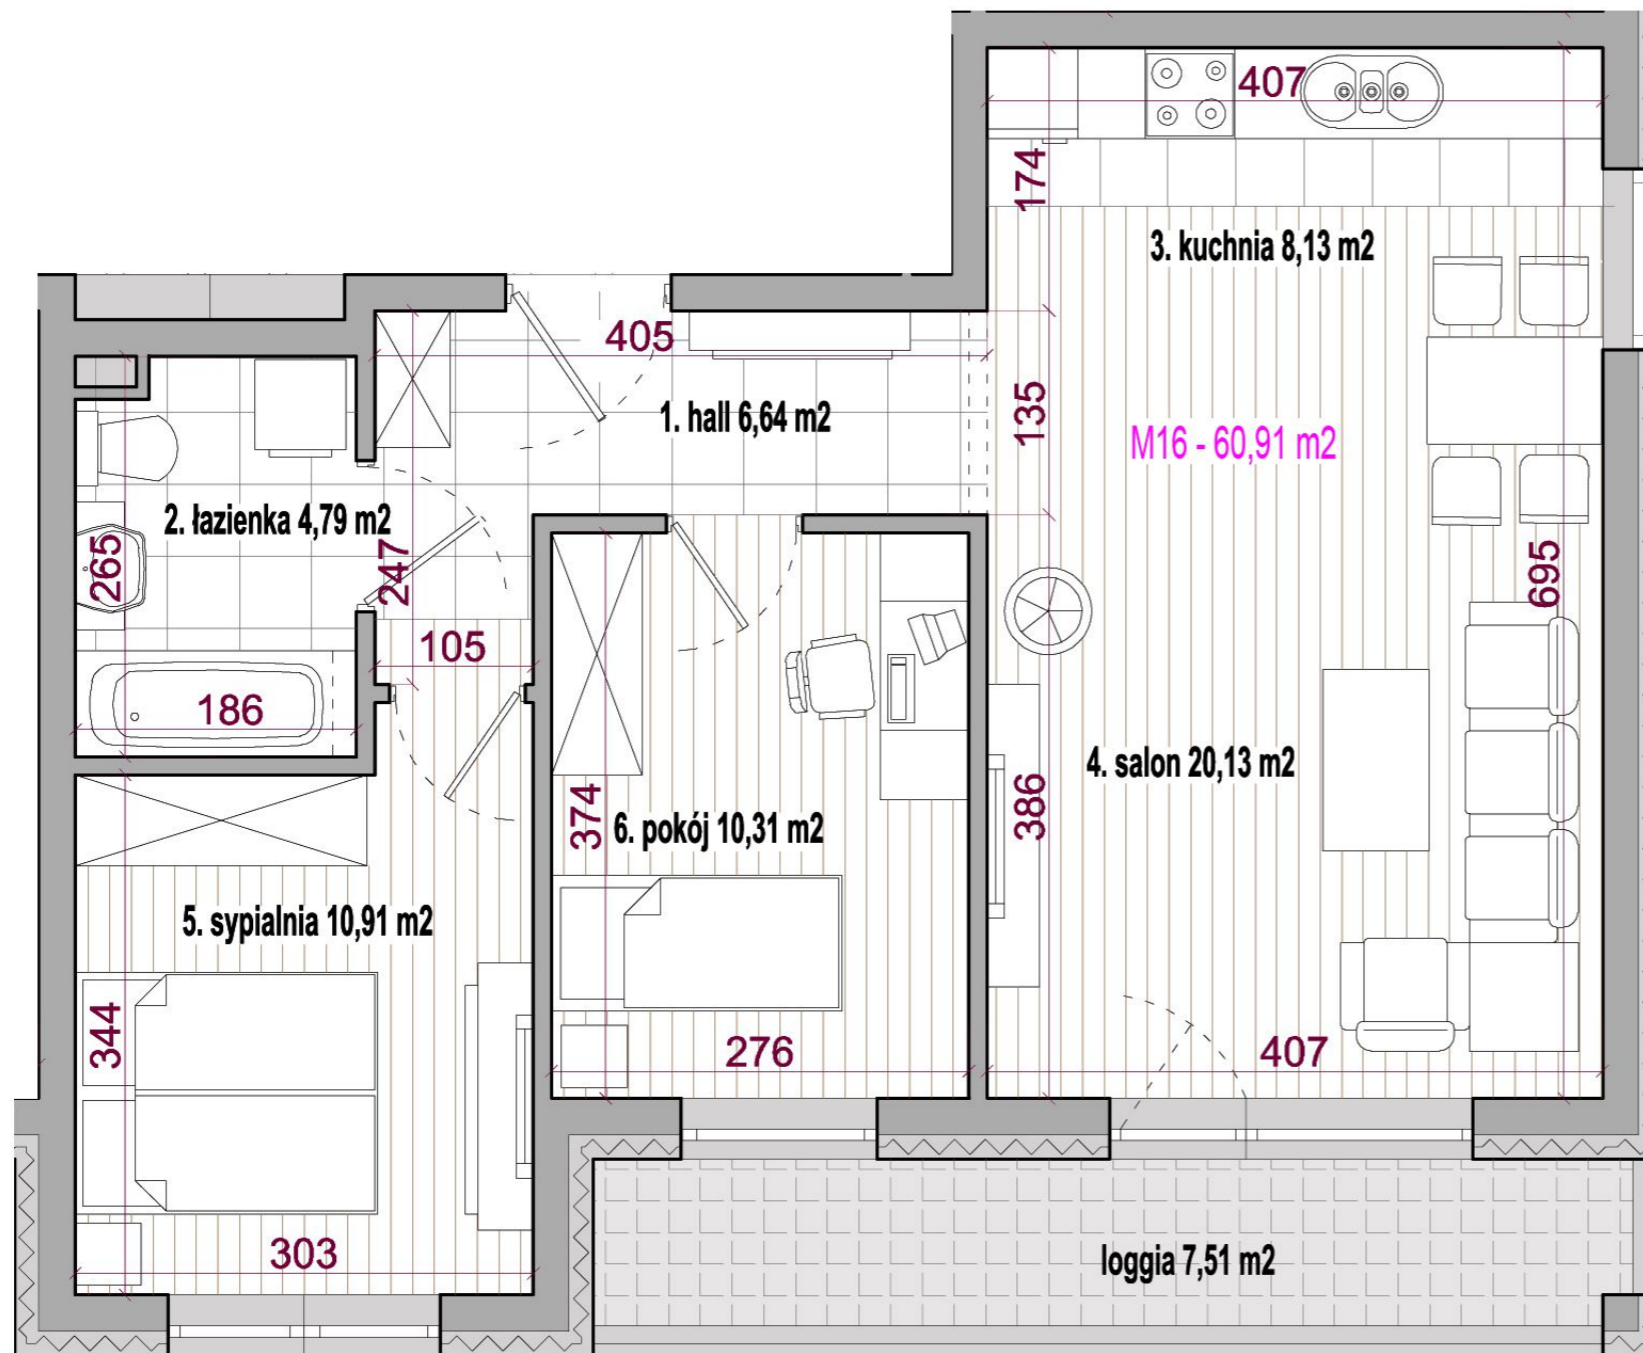 407
174
3. kuchnia 8,13 m2
405
1. hall 6,64 m2
135
M16 - 60,91 m2
2. łazienka 4,79 m2
265
247
695
105
186
4. salon 20,13 m2
386
374
6. pokój 10,31 m2
5. sypialnia 10,91 m2
344
276
407
303
loggia 7,51 m2